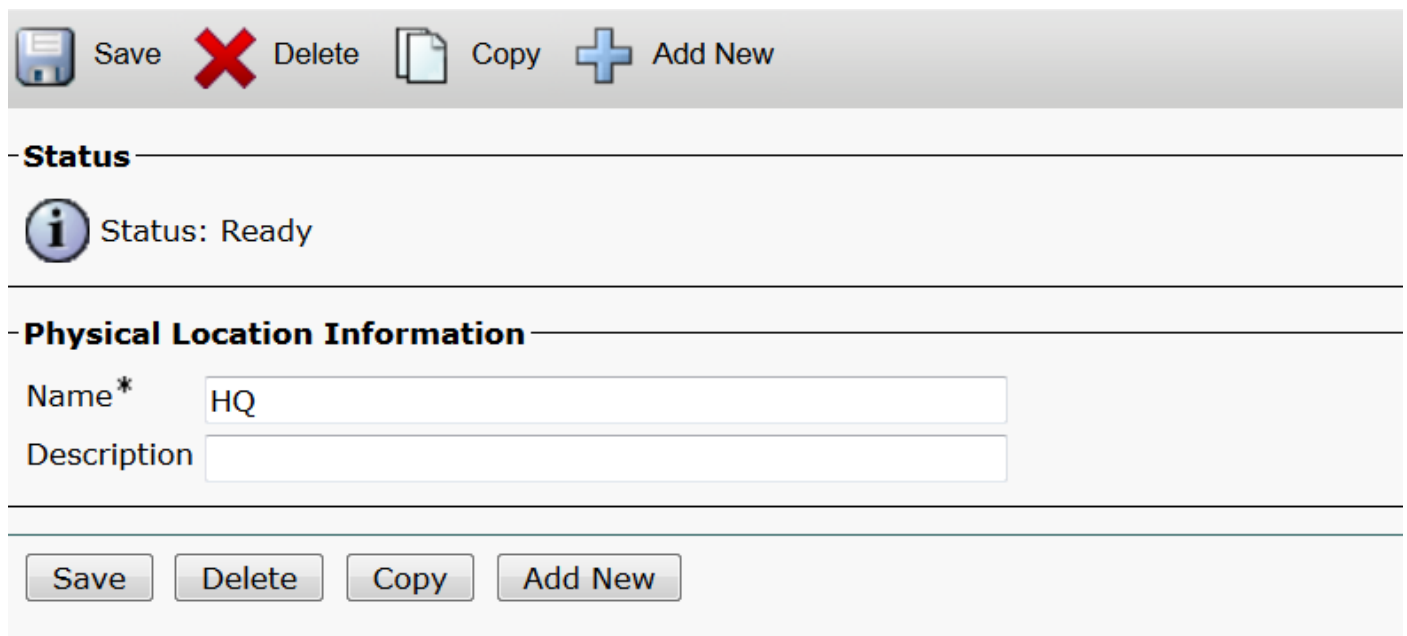 Save Delete Copy Add New
Status
i Status: Ready
Physical Location Information
Name* HQ
Description
Save Delete Copy Add New